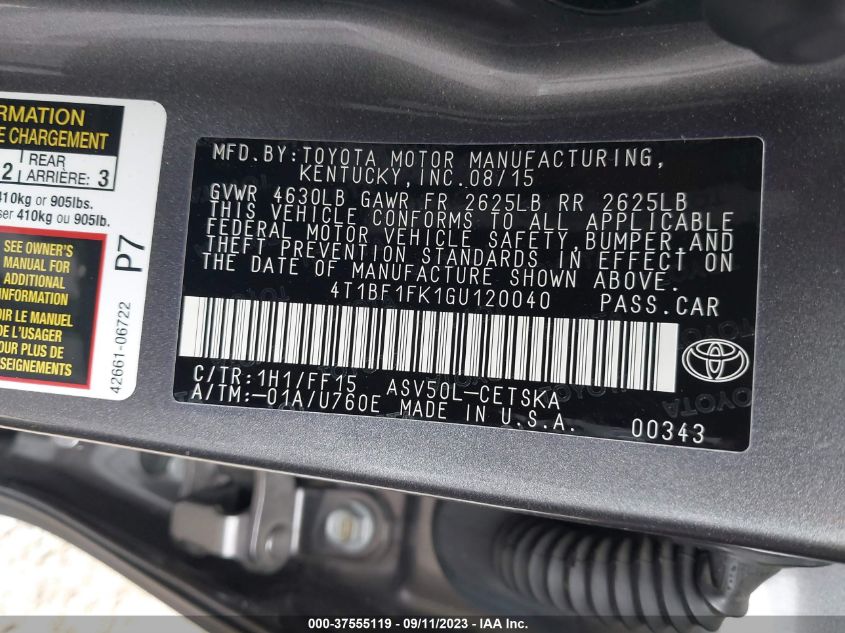 RMATION
E CHARGEMENT
2 REAR ARRIÈRE: 3
410kg or 905lbs.
ser 410kg ou 905lb.
SEE OWNER'S
MANUAL FOR
ADDITIONAL
INFORMATION
OIR LE MANUEL
DE L'USAGER
POUR PLUS DE
SEIGNEMENTS
P7
42661-06722
MFD.BY:TOYOTA MOTOR MANUFACTURING,
KENTUCKY,INC.08/15
GVWR 4630LB GAWR FR 2625LB RR 2625LB
THIS VEHICLE CONFORMS TO ALL APPLICABLE
FEDERAL MOTOR VEHICLE SAFETY,BUMPER,AND
THEFT PREVENTION STANDARDS IN EFFECT ON
THE DATE OF MANUFACTURE SHOWN ABOVE.
4T1BF1FK1GU120040 PASS.CAR
C/TR:1H1/FF15 ASV50L-CETSKA
A/TM:-01A/U760E MADE IN U.S.A. 00343
TOYOTA
000-37555119 - 09/11/2023 - IAA Inc.